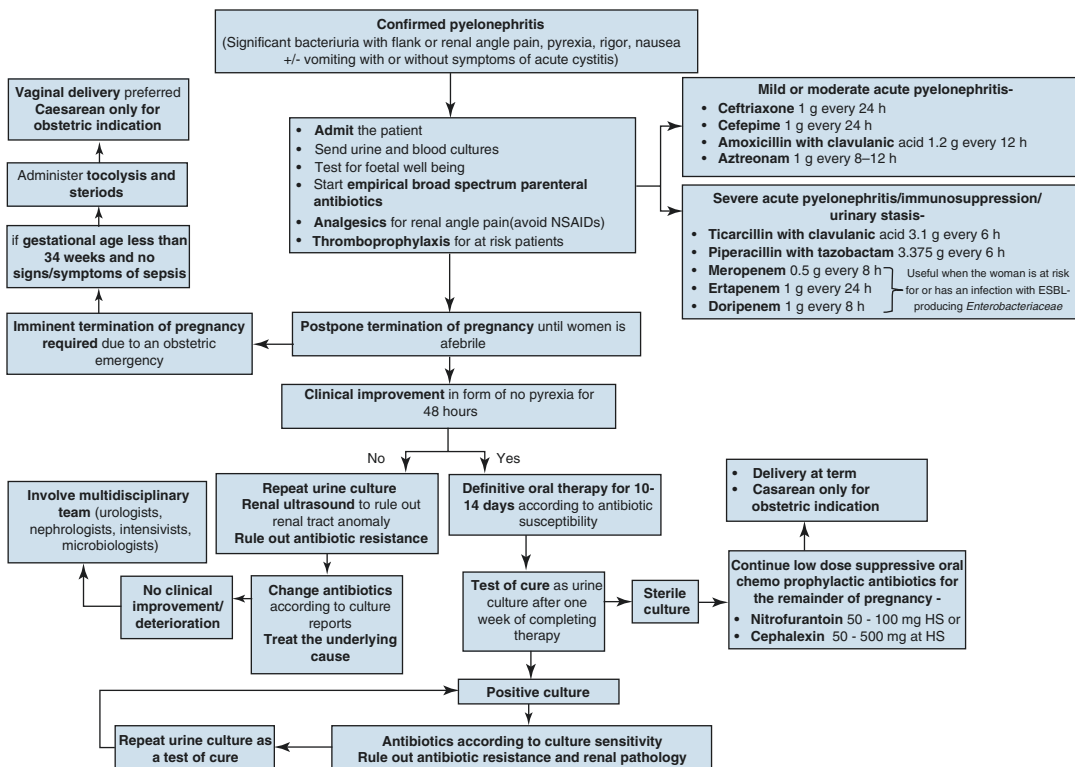 Confirmed pyelonephritis
(Significant bacteriuria with flank or renal angle pain, pyrexia, rigor, nausea
+/- vomiting with or without symptoms of acute cystitis)
Vaginal delivery preferred
Caesarean only for
obstetric indication
Administer tocolysis and
steriods
if gestational age less than
34 weeks and no
signs/symptoms of sepsis
Imminent termination of pregnancy
required due to an obstetric
emergency
• Admit the patient
• Send urine and blood cultures
• Test for foetal well being
• Start empirical broad spectrum parenteral
antibiotics
• Analgesics for renal angle pain(avoid NSAIDs)
• Thromboprophylaxis for at risk patients
Mild or moderate acute pyelonephritis-
• Ceftriaxone 1 g every 24 h
• Cefepime 1 g every 24 h
• Amoxicillin with clavulanic acid 1.2 g every 12 h
• Aztreonam 1 g every 8–12 h
Severe acute pyelonephritis/immunosuppression/
urinary stasis-
• Ticarcillin with clavulanic acid 3.1 g every 6 h
• Piperacillin with tazobactam 3.375 g every 6 h
• Meropenem 0.5 g every 8 h
• Ertapenem 1 g every 24 h
• Doripenem 1 g every 8 h
Useful when the woman is at risk
for or has an infection with ESBL-
producing Enterobacteriaceae
Postpone termination of pregnancy until women is
afebrile
Clinical improvement in form of no pyrexia for
48 hours
No
Yes
Repeat urine culture
Renal ultrasound to rule out
renal tract anomaly
Rule out antibiotic resistance
Definitive oral therapy for 10-
14 days according to antibiotic
susceptibility
Involve multidisciplinary
team (urologists,
nephrologists, intensivists,
microbiologists)
No clinical
improvement/
deterioration
Change antibiotics
according to culture
reports
Treat the underlying
cause
Test of cure as urine
culture after one
week of completing
therapy
Sterile
culture
• Delivery at term
• Casarean only for
obstetric indication
Continue low dose suppressive oral
chemo prophylactic antibiotics for
the remainder of pregnancy -
• Nitrofurantoin 50 - 100 mg HS or
• Cephalexin 50 - 500 mg at HS
Positive culture
Antibiotics according to culture sensitivity
Rule out antibiotic resistance and renal pathology
Repeat urine culture as
a test of cure